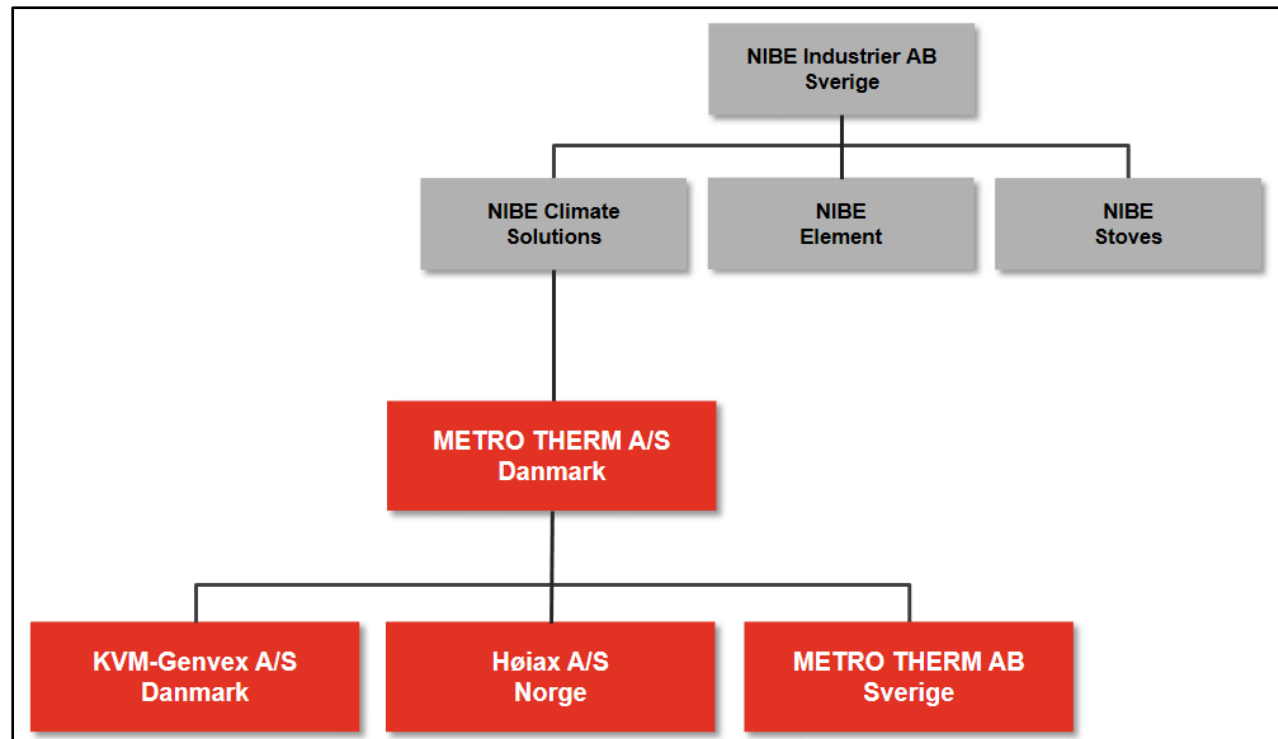 NIBE Industrier AB
Sverige
NIBE Climate
Solutions
NIBE
Element
NIBE
Stoves
METRO THERM A/S
Danmark
KVM-Genvex A/S
Danmark
Høiax A/S
Norge
METRO THERM AB
Sverige